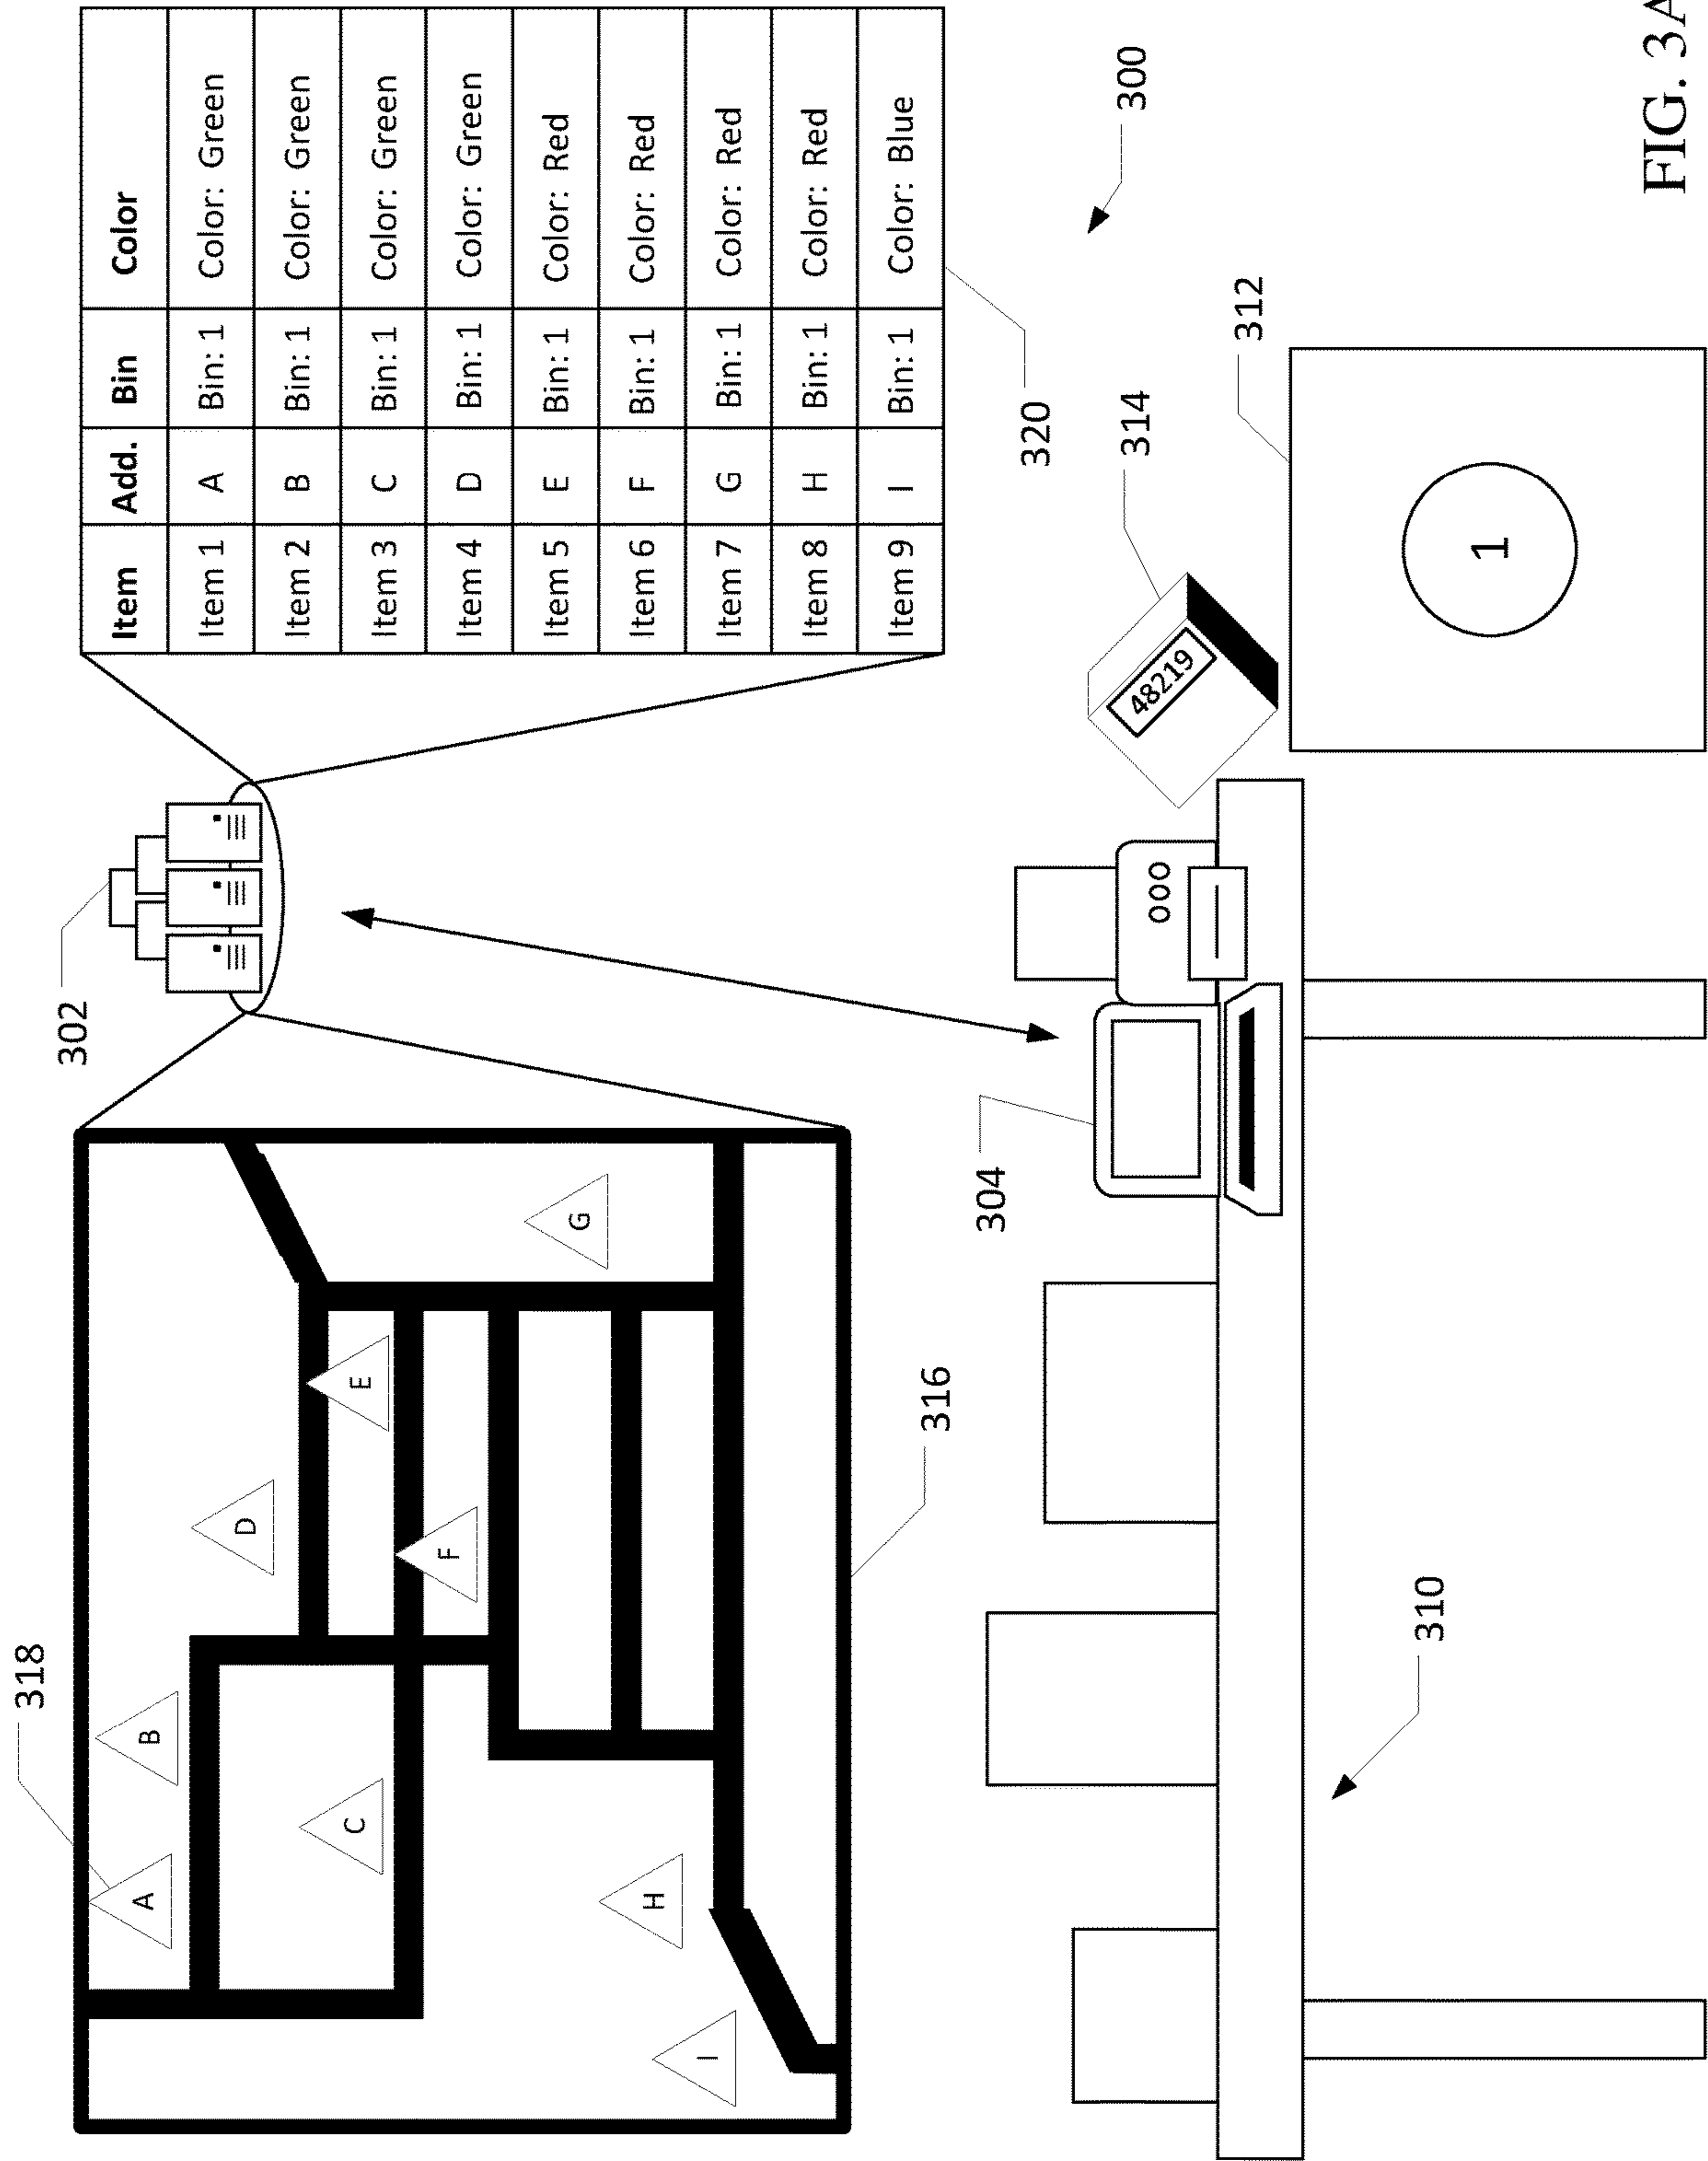 318
A
B
C
D
E
F
G
H
I
316
302
Item Add. Bin Color
Item 1 A Bin: 1 Color: Green
Item 2 B Bin: 1 Color: Green
Item 3 C Bin: 1 Color: Green
Item 4 D Bin: 1 Color: Green
Item 5 E Bin: 1 Color: Red
Item 6 F Bin: 1 Color: Red
Item 7 G Bin: 1 Color: Red
Item 8 H Bin: 1 Color: Red
Item 9 I Bin: 1 Color: Blue
320
300
304
314
48219
312
1
310
FIG. 3A